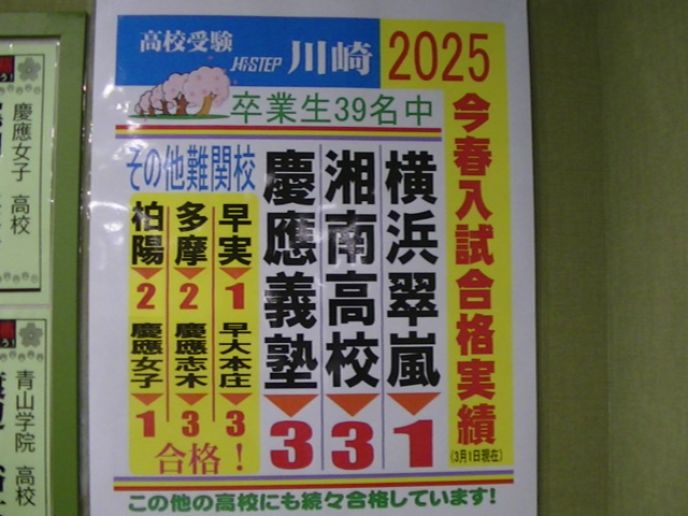 高校受験 Hi-STEP 川崎
2025
今春入試合格実績
(3月1日現在)
卒業生39名中
横浜翠嵐 1
湘南高校 3
慶應義塾 3
その他難関校
早実 1
多摩 2
柏陽 2
早大本庄 3
慶應志木 3
慶應女子 1
合格!
この他の高校にも続々合格しています!
慶應女子 高校
青山学院 高校